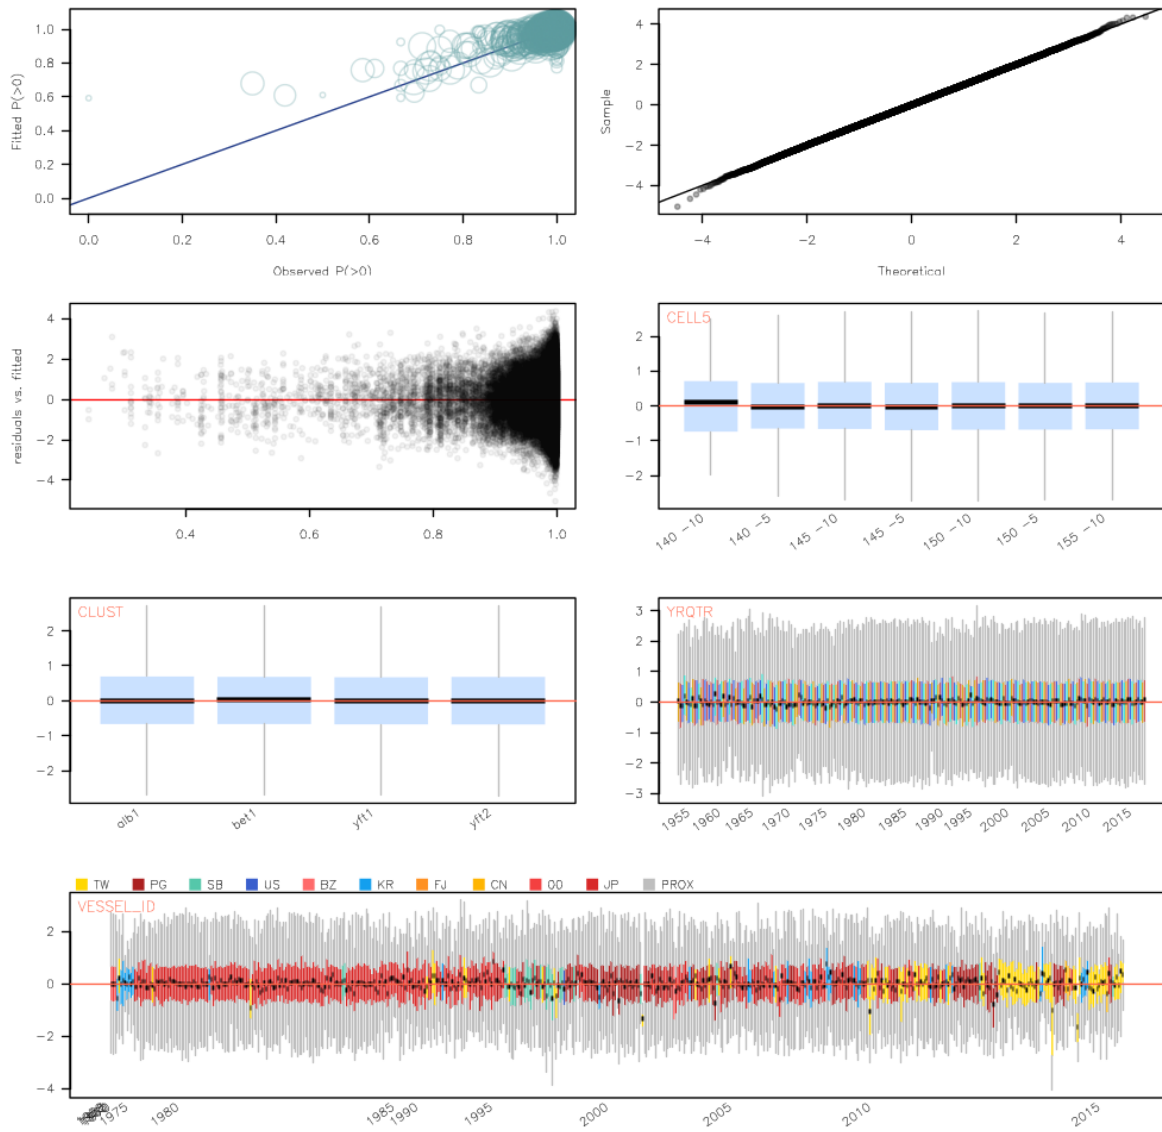 Fitted P(>0)
1.0
0.8
0.6
0.4
0.2
0.0
0.0 0.2 0.4 0.6 0.8 1.0
Observed P(>0)
Sample
4
2
0
−2
−4
−4 −2 0 2 4
Theoretical
residuals vs. fitted
4
2
0
−2
−4
0.4 0.6 0.8 1.0
CELL5
2
1
0
−1
−2
140 −10 140 −5 145 −10 145 −5 150 −10 150 −5 155 −10
CLUST
2
1
0
−1
−2
alb1 bet1 yft1 yft2
YRQTR
3
2
1
0
−1
−2
−3
1955 1960 1965 1970 1975 1980 1985 1990 1995 2000 2005 2010 2015
TW PG SB US BZ KR FJ CN OO JP PROX
VESSEL_ID
2
0
−2
−4
1975 1980 1985 1990 1995 2000 2005 2010 2015